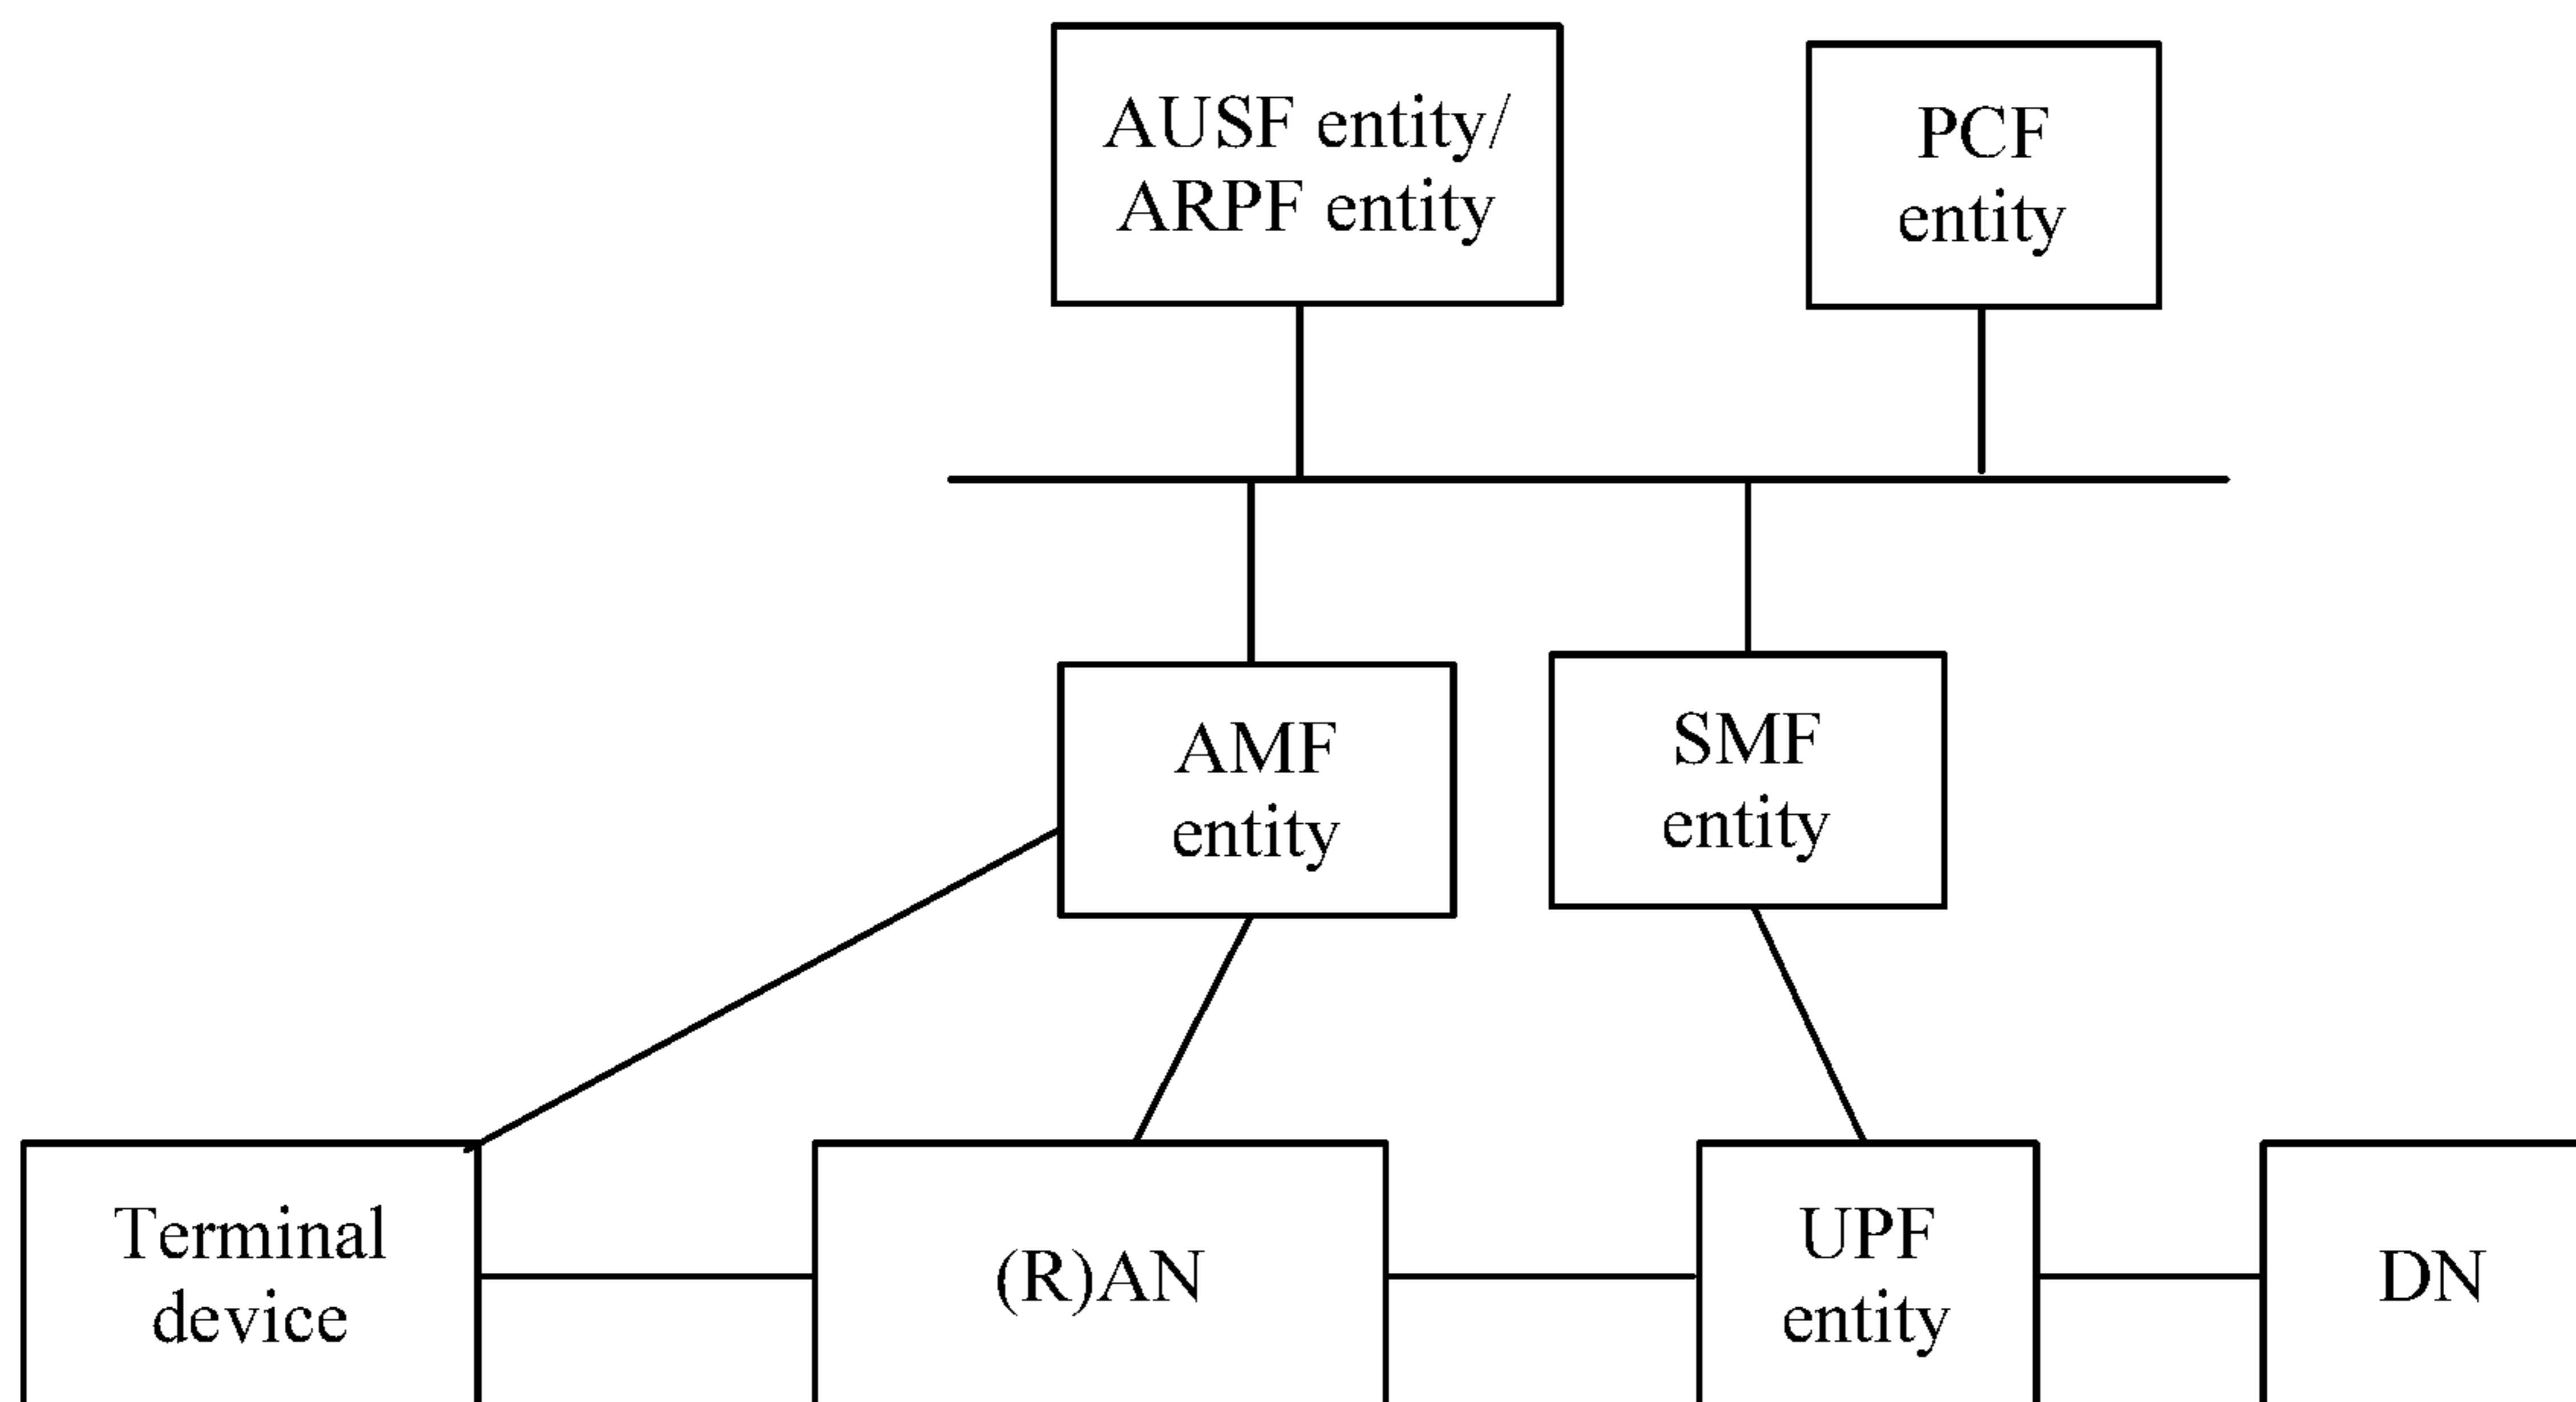 AUSF entity/
ARPF entity
PCF
entity
AMF
entity
SMF
entity
Terminal
device
(R)AN
UPF
entity
DN